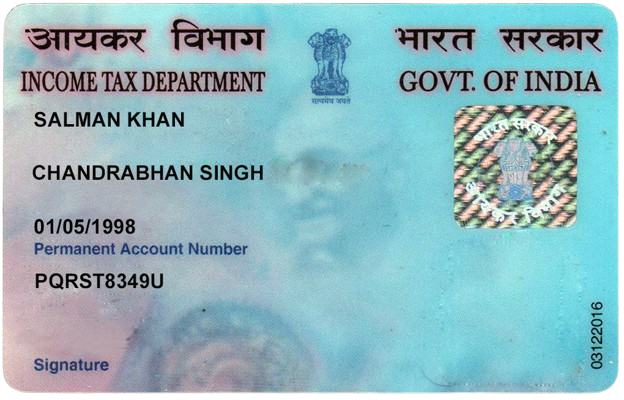 आयकर विभाग
INCOME TAX DEPARTMENT
सत्यमेव जयते
भारत सरकार
GOVT. OF INDIA
SALMAN KHAN
CHANDRABHAN SINGH
01/05/1998
Permanent Account Number
PQRST8349U
Signature
भारत सरकार
आयकर विभाग
03122016